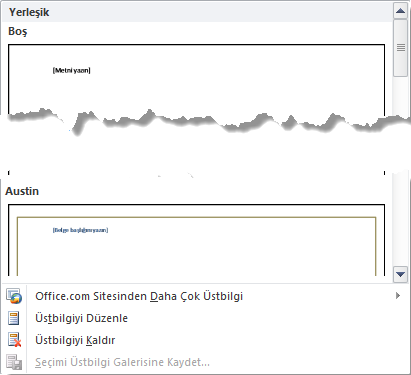 Yerleşik
Boş
[Metni yazın]
Austin
[Belge başlığını yazın]
Office.com Sitesinden Daha Çok Üstbilgi
Üstbilgiyi Düzenle
Üstbilgiyi Kaldır
Seçimi Üstbilgi Galerisine Kaydet...